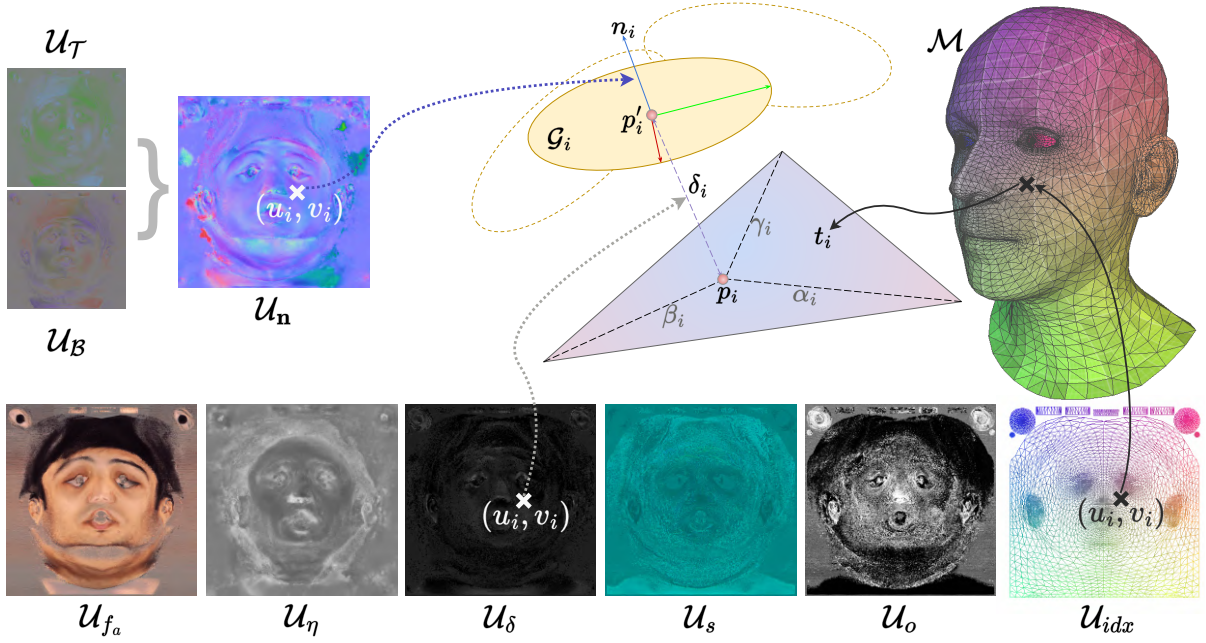 𝒰_𝒯
𝒰_ℬ
(u_i, v_i)
𝒰_n
n_i
p'_i
𝒢_i
δ_i
γ_i
t_i
p_i
α_i
β_i
ℳ
(u_i, v_i)
(u_i, v_i)
𝒰_{f_a}
𝒰_η
𝒰_δ
𝒰_s
𝒰_o
𝒰_{idx}